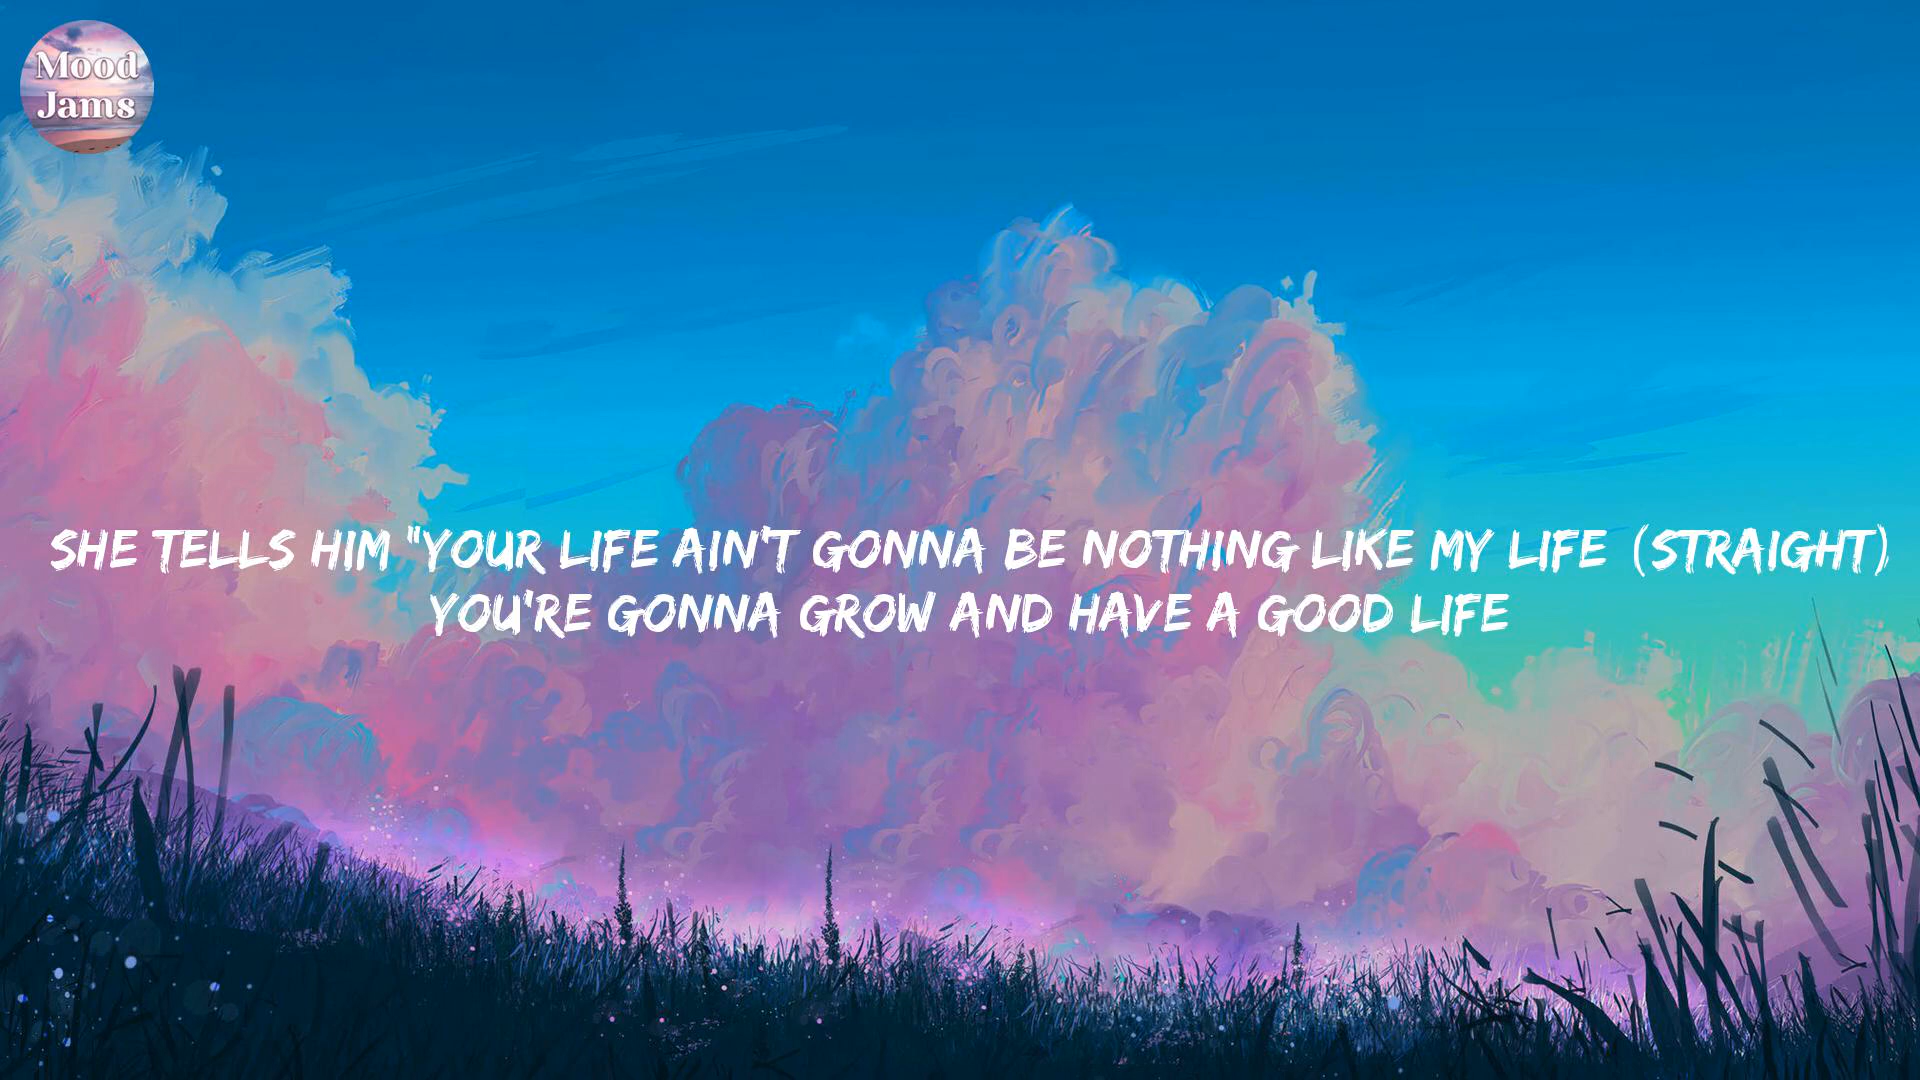 Mood
Jams
SHE TELLS HIM "YOUR LIFE AIN'T GONNA BE NOTHING LIKE MY LIFE (STRAIGHT)
YOU'RE GONNA GROW AND HAVE A GOOD LIFE